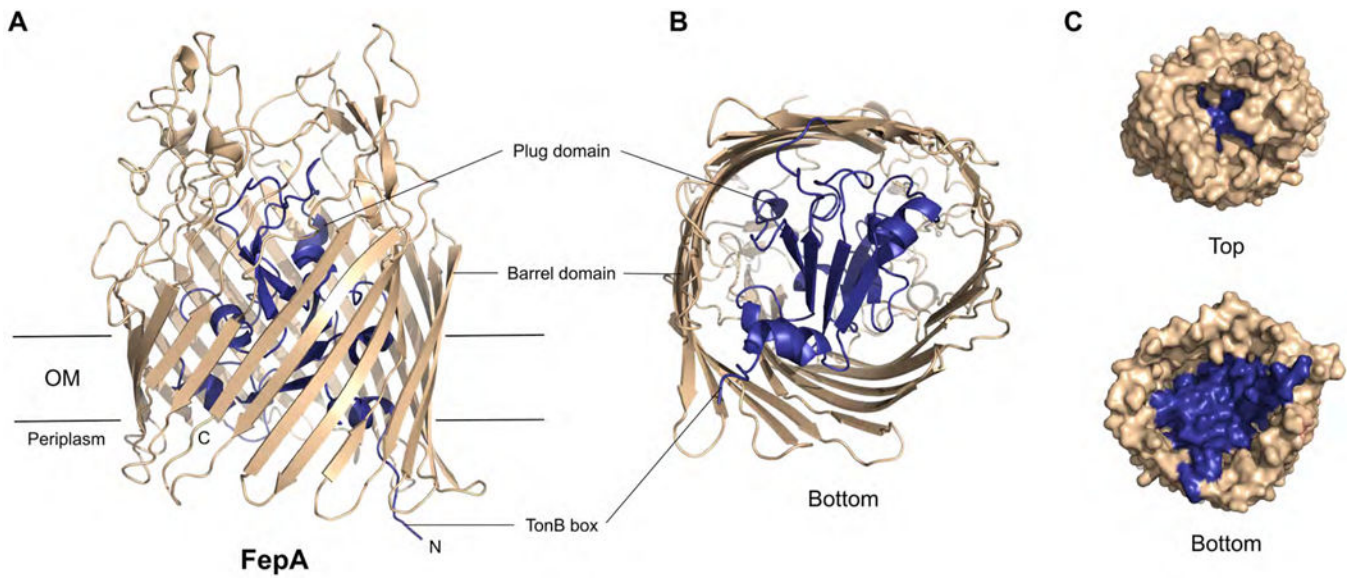 A
B
C
Plug domain
Barrel domain
OM
Periplasm
C
TonB box
N
FepA
Bottom
Top
Bottom